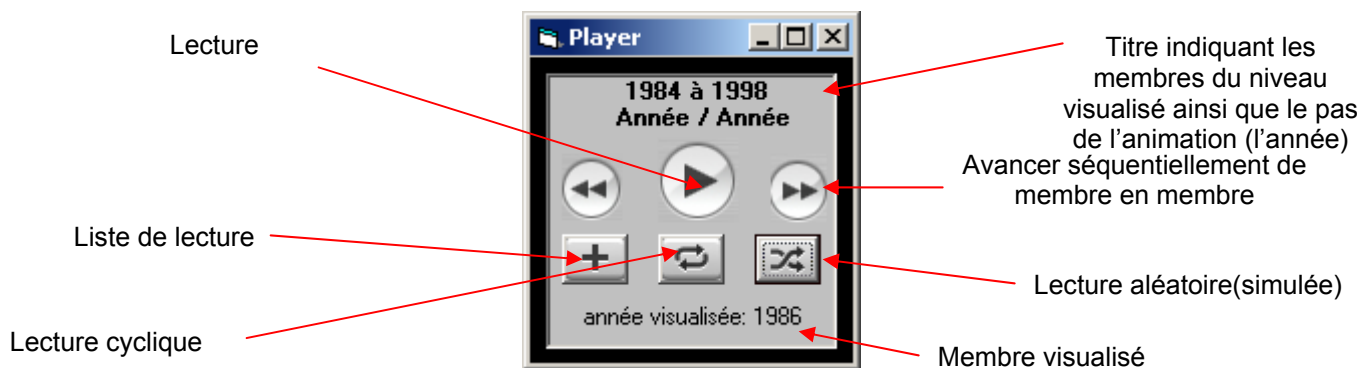 Lecture
Liste de lecture
Lecture cyclique
Player
1984 à 1998
Année / Année
année visualisée: 1986
Titre indiquant les
membres du niveau
visualisé ainsi que le pas
de l'animation (l'année)
Avancer séquentiellement de
membre en membre
Lecture aléatoire(simulée)
Membre visualisé